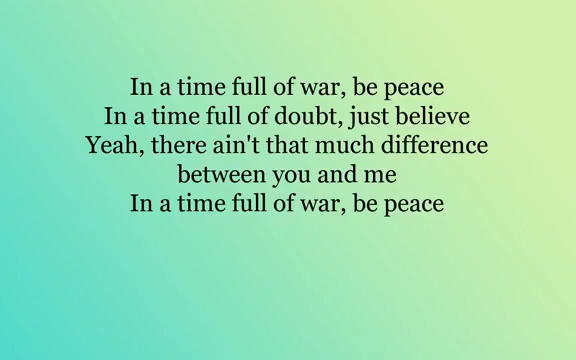 In a time full of war, be peace
In a time full of doubt, just believe
Yeah, there ain't that much difference
between you and me
In a time full of war, be peace